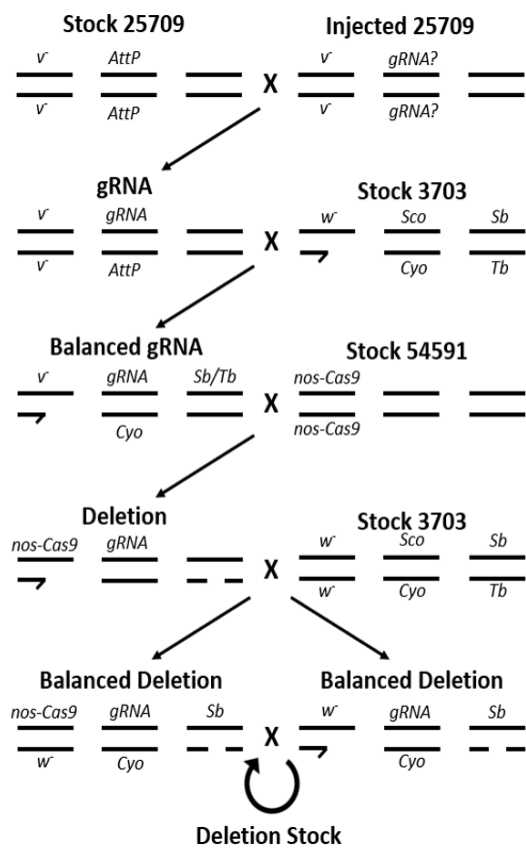 Stock 25709 Injected 25709
v- AttP v- gRNA?
X
v- AttP v- gRNA?
gRNA Stock 3703
v- gRNA w- Sco Sb
X
v- AttP Cyo Tb
Balanced gRNA Stock 54591
v- gRNA Sb/Tb nos-Cas9
X
Cyo nos-Cas9
Deletion Stock 3703
nos-Cas9 gRNA w- Sco Sb
X
w- Cyo Tb
Balanced Deletion Balanced Deletion
nos-Cas9 gRNA Sb w- gRNA Sb
X
w- Cyo Cyo
Deletion Stock